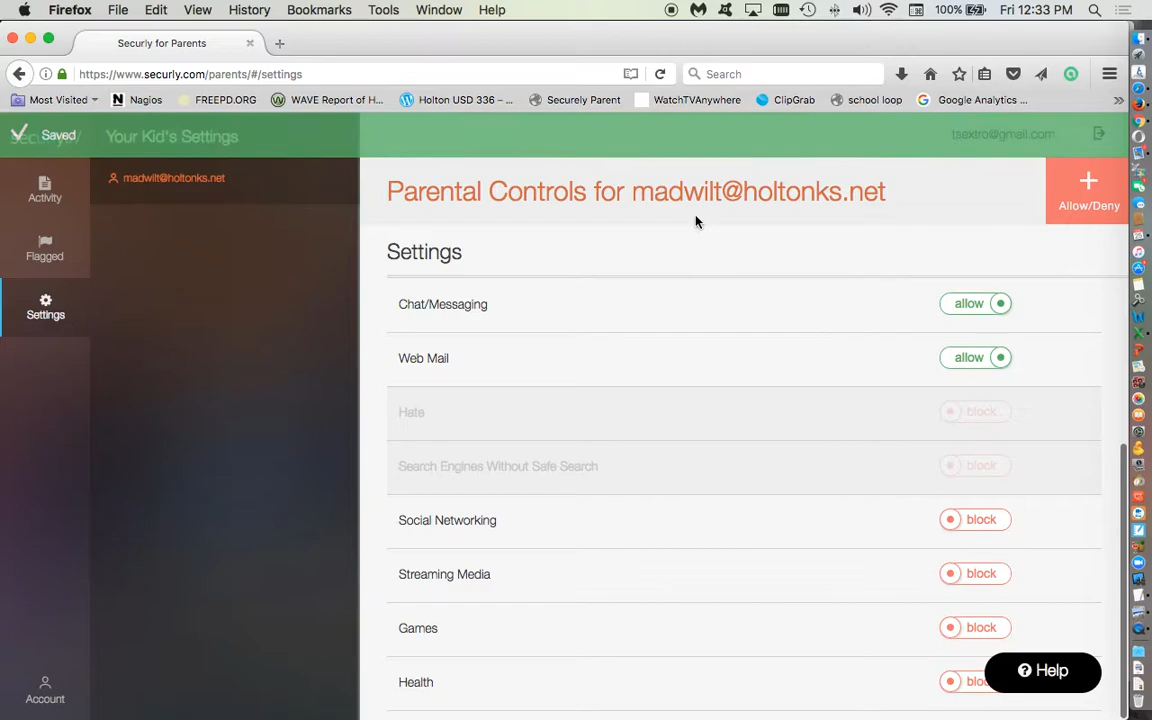 Firefox File Edit View History Bookmarks Tools Window Help 100% Fri 12:33 PM
Securly for Parents
https://www.securly.com/parents/#/settings Search
Most Visited Nagios FREEPD.ORG WAVE Report of H... Holton USD 336 – ... Securely Parent WatchTVAnywhere ClipGrab school loop Google Analytics ...
Saved Your Kid's Settings tsextro@gmail.com
madwilt@holtonks.net
Activity
Flagged
Settings
Account
Parental Controls for madwilt@holtonks.net
Allow/Deny
Settings
Chat/Messaging allow
Web Mail allow
Hate block
Search Engines Without Safe Search block
Social Networking block
Streaming Media block
Games block
Health
Help